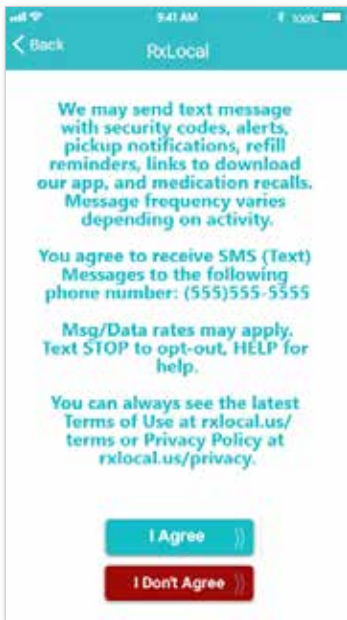 9:41 AM 100%
Back
RxLocal
We may send text message
with security codes, alerts,
pickup notifications, refill
reminders, links to download
our app, and medication recalls.
Message frequency varies
depending on activity.
You agree to receive SMS (Text)
Messages to the following
phone number: (555)555-5555
Msg/Data rates may apply.
Text STOP to opt-out, HELP for
help.
You can always see the latest
Terms of Use at rxlocal.us/
terms or Privacy Policy at
rxlocal.us/privacy.
I Agree
I Don't Agree